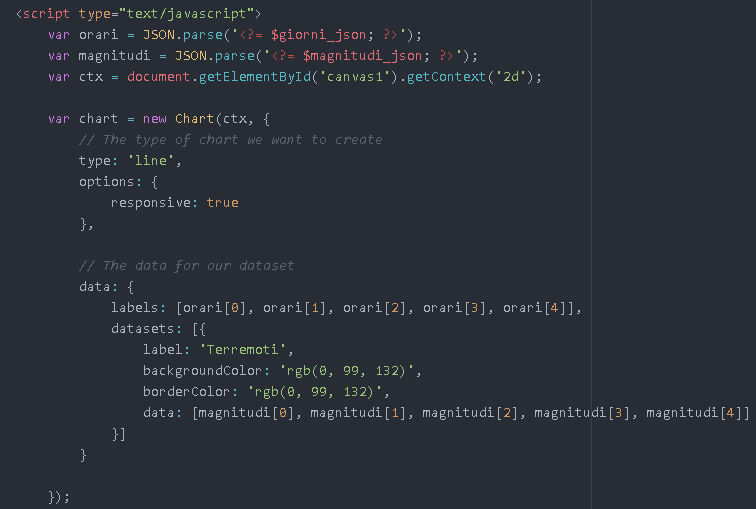 <script type="text/javascript">
var orari = JSON.parse('<?= $giorni_json; ?>');
var magnitudi = JSON.parse('<?= $magnitudi_json; ?>');
var ctx = document.getElementById('canvas1').getContext('2d');
var chart = new Chart(ctx, {
// The type of chart we want to create
type: 'line',
options: {
responsive: true
},
// The data for our dataset
data: {
labels: [orari[0], orari[1], orari[2], orari[3], orari[4]],
datasets: [{
label: 'Terremoti',
backgroundColor: 'rgb(0, 99, 132)',
borderColor: 'rgb(0, 99, 132)',
data: [magnitudi[0], magnitudi[1], magnitudi[2], magnitudi[3], magnitudi[4]]
}]
}
});